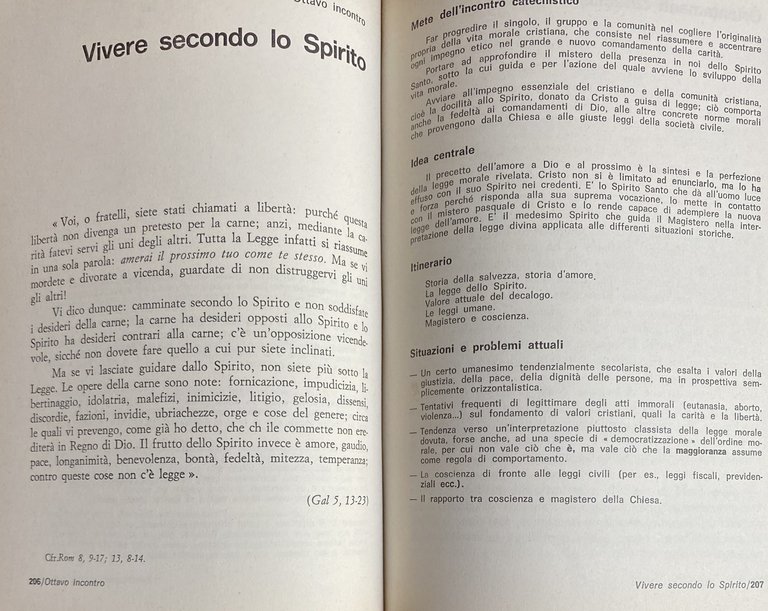 Ottavo incontro
Vivere secondo lo Spirito
« Voi, o fratelli, siete stati chiamati a libertà: purché questa
libertà non divenga un pretesto per la carne; anzi, mediante la ca-
rità fatevi servi gli uni degli altri. Tutta la Legge infatti si riassume
in una sola parola: amerai il prossimo tuo come te stesso. Ma se vi
mordete e divorate a vicenda, guardate di non distruggervi gli uni
gli altri!
Vi dico dunque: camminate secondo lo Spirito e non soddisfate
i desideri della carne; la carne ha desideri opposti allo Spirito e lo
Spirito ha desideri contrari alla carne; c'è un'opposizione vicende-
vole, sicché non dovete fare quello a cui pur siete inclinati.
Ma se vi lasciate guidare dallo Spirito, non siete più sotto la
Legge. Le opere della carne sono note: fornicazione, impudicizia, li-
bertinaggio, idolatria, malefizi, inimicizie, litigio, gelosia, dissensi,
discordie, fazioni, invidie, ubriachezze, orge e cose del genere; circa
le quali vi prevengo, come già ho detto, che ch ile commette non ere-
diterà in Regno di Dio. Il frutto dello Spirito invece è amore, gaudio,
pace, longanimità, benevolenza, bontà, fedeltà, mitezza, temperanza;
contro queste cose non c'è legge ».
(Gal 5, 13-23)
Cfr.Rom 8, 9-17; 13, 8-14.
206/Ottavo incontro
Mete dell'incontro catechistico
Far progredire il singolo, il gruppo e la comunità nel cogliere l'originalità
propria della vita morale cristiana, che consiste nel riassumere e accentrare
ogni impegno etico nel grande e nuovo comandamento della carità.
Portare ad approfondire il mistero della presenza in noi dello Spirito
Santo, sotto la cui guida e per l'azione del quale avviene lo sviluppo della
vita morale.
Avviare all'impegno essenziale del cristiano e della comunità cristiana,
cioè la docilità allo Spirito, donato da Cristo a guisa di legge; ciò comporta
anche la fedeltà ai comandamenti di Dio, alle altre concrete norme morali
che provengono dalla Chiesa e alle giuste leggi della società civile.
Idea centrale
Il precetto dell'amore a Dio e al prossimo è la sintesi e la perfezione
della legge morale rivelata. Cristo non si è limitato ad enunciarlo, ma lo ha
effuso con il suo Spirito nei credenti. E' lo Spirito Santo che dà all'uomo luce
e forza perché risponda alla sua suprema vocazione, lo mette in contatto
con il mistero pasquale di Cristo e lo rende capace di adempiere la nuova
legge dell'amore. E' il medesimo Spirito che guida il Magistero nella inter-
pretazione della legge divina applicata alle differenti situazioni storiche.
Itinerario
Storia della salvezza, storia d'amore.
La legge dello Spirito.
Valore attuale del decalogo.
Le leggi umane.
Magistero e coscienza.
Situazioni e problemi attuali
— Un certo umanesimo tendenzialmente secolarista, che esalta i valori della
giustizia, della pace, della dignità delle persone, ma in prospettiva sem-
plicemente orizzontalistica.
— Tentativi frequenti di legittimare degli atti immorali (eutanasia, aborto,
violenza...) sul fondamento di valori cristiani, quali la carità e la libertà.
— Tendenza verso un'interpretazione piuttosto classista della legge morale
dovuta, forse anche, ad una specie di « democratizzazione » dell'ordine mo-
rale, per cui non vale ciò che è, ma vale ciò che la maggioranza assume
come regola di comportamento.
— La coscienza di fronte alle leggi civili (per es., leggi fiscali, previden-
ziali ecc.).
— Il rapporto tra coscienza e magistero della Chiesa.
Vivere secondo lo Spirito/207